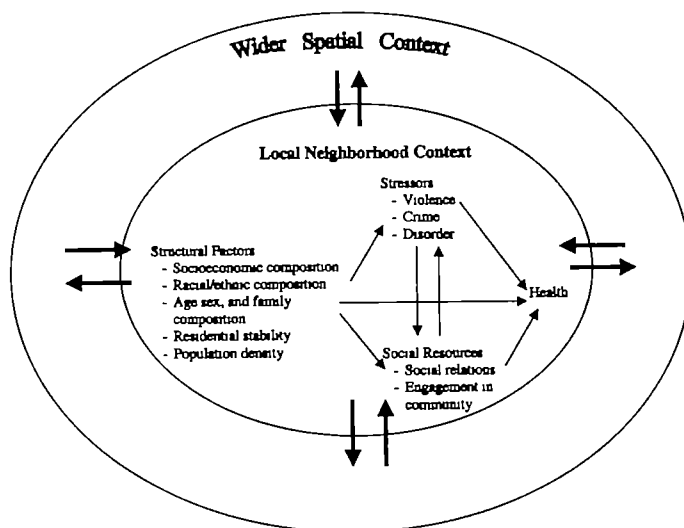 Wider Spatial Context
Local Neighborhood Context
Stressors
- Violence
- Crime
- Disorder
Structural Factors
- Socioeconomic composition
- Racial/ethnic composition
- Age sex, and family
composition
- Residential stability
- Population density
Health
Social Resources
- Social relations
- Engagement in
community